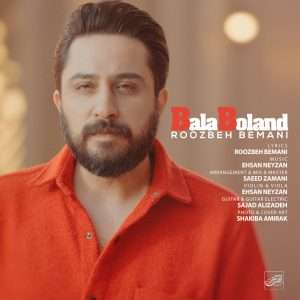 Bala Boland
ROOZBEH BEMANI
LYRICS
ROOZBEH BEMANI
MUSIC
EHSAN NEYZAN
ARRANGEMENT & MIX & MASTER
SAEED ZAMANI
VIOLIN & VIOLA
EHSAN NEYZAN
GUITAR & GUITAR ELECTRIC
SAJAD ALIZADEH
PHOTO & COVER ART
SHAKIBA AMIRAK